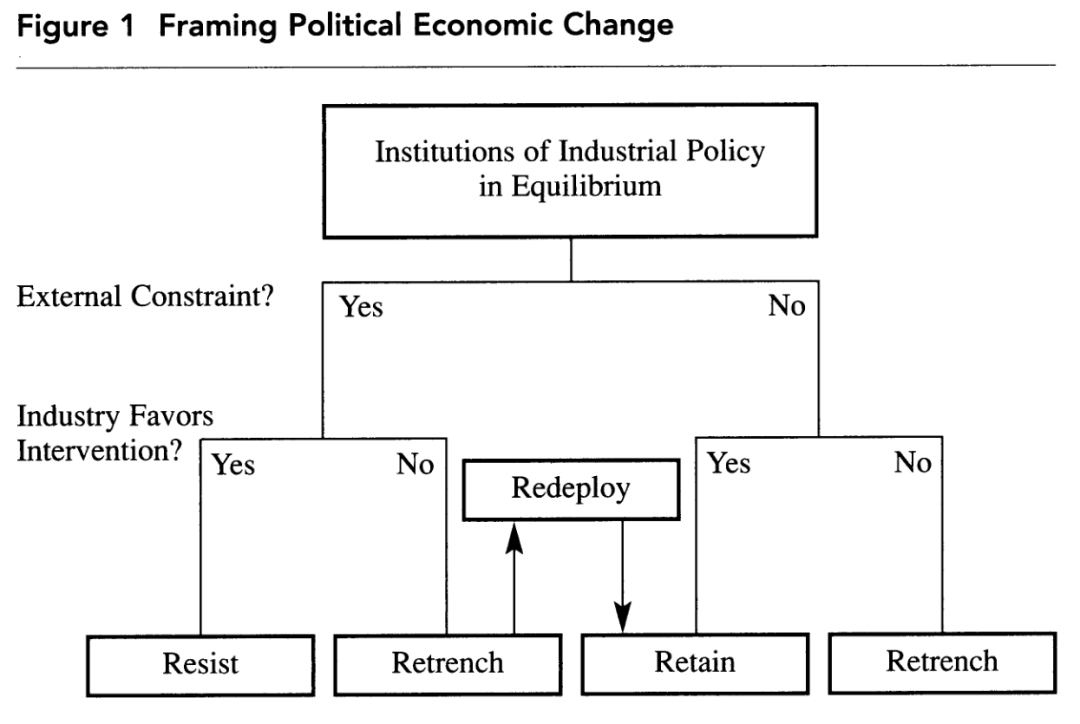 Figure 1 Framing Political Economic Change
Institutions of Industrial Policy
in Equilibrium
External Constraint?
Yes
No
Industry Favors
Intervention?
Yes
No
Redeploy
Yes
No
Resist
Retrench
Retain
Retrench